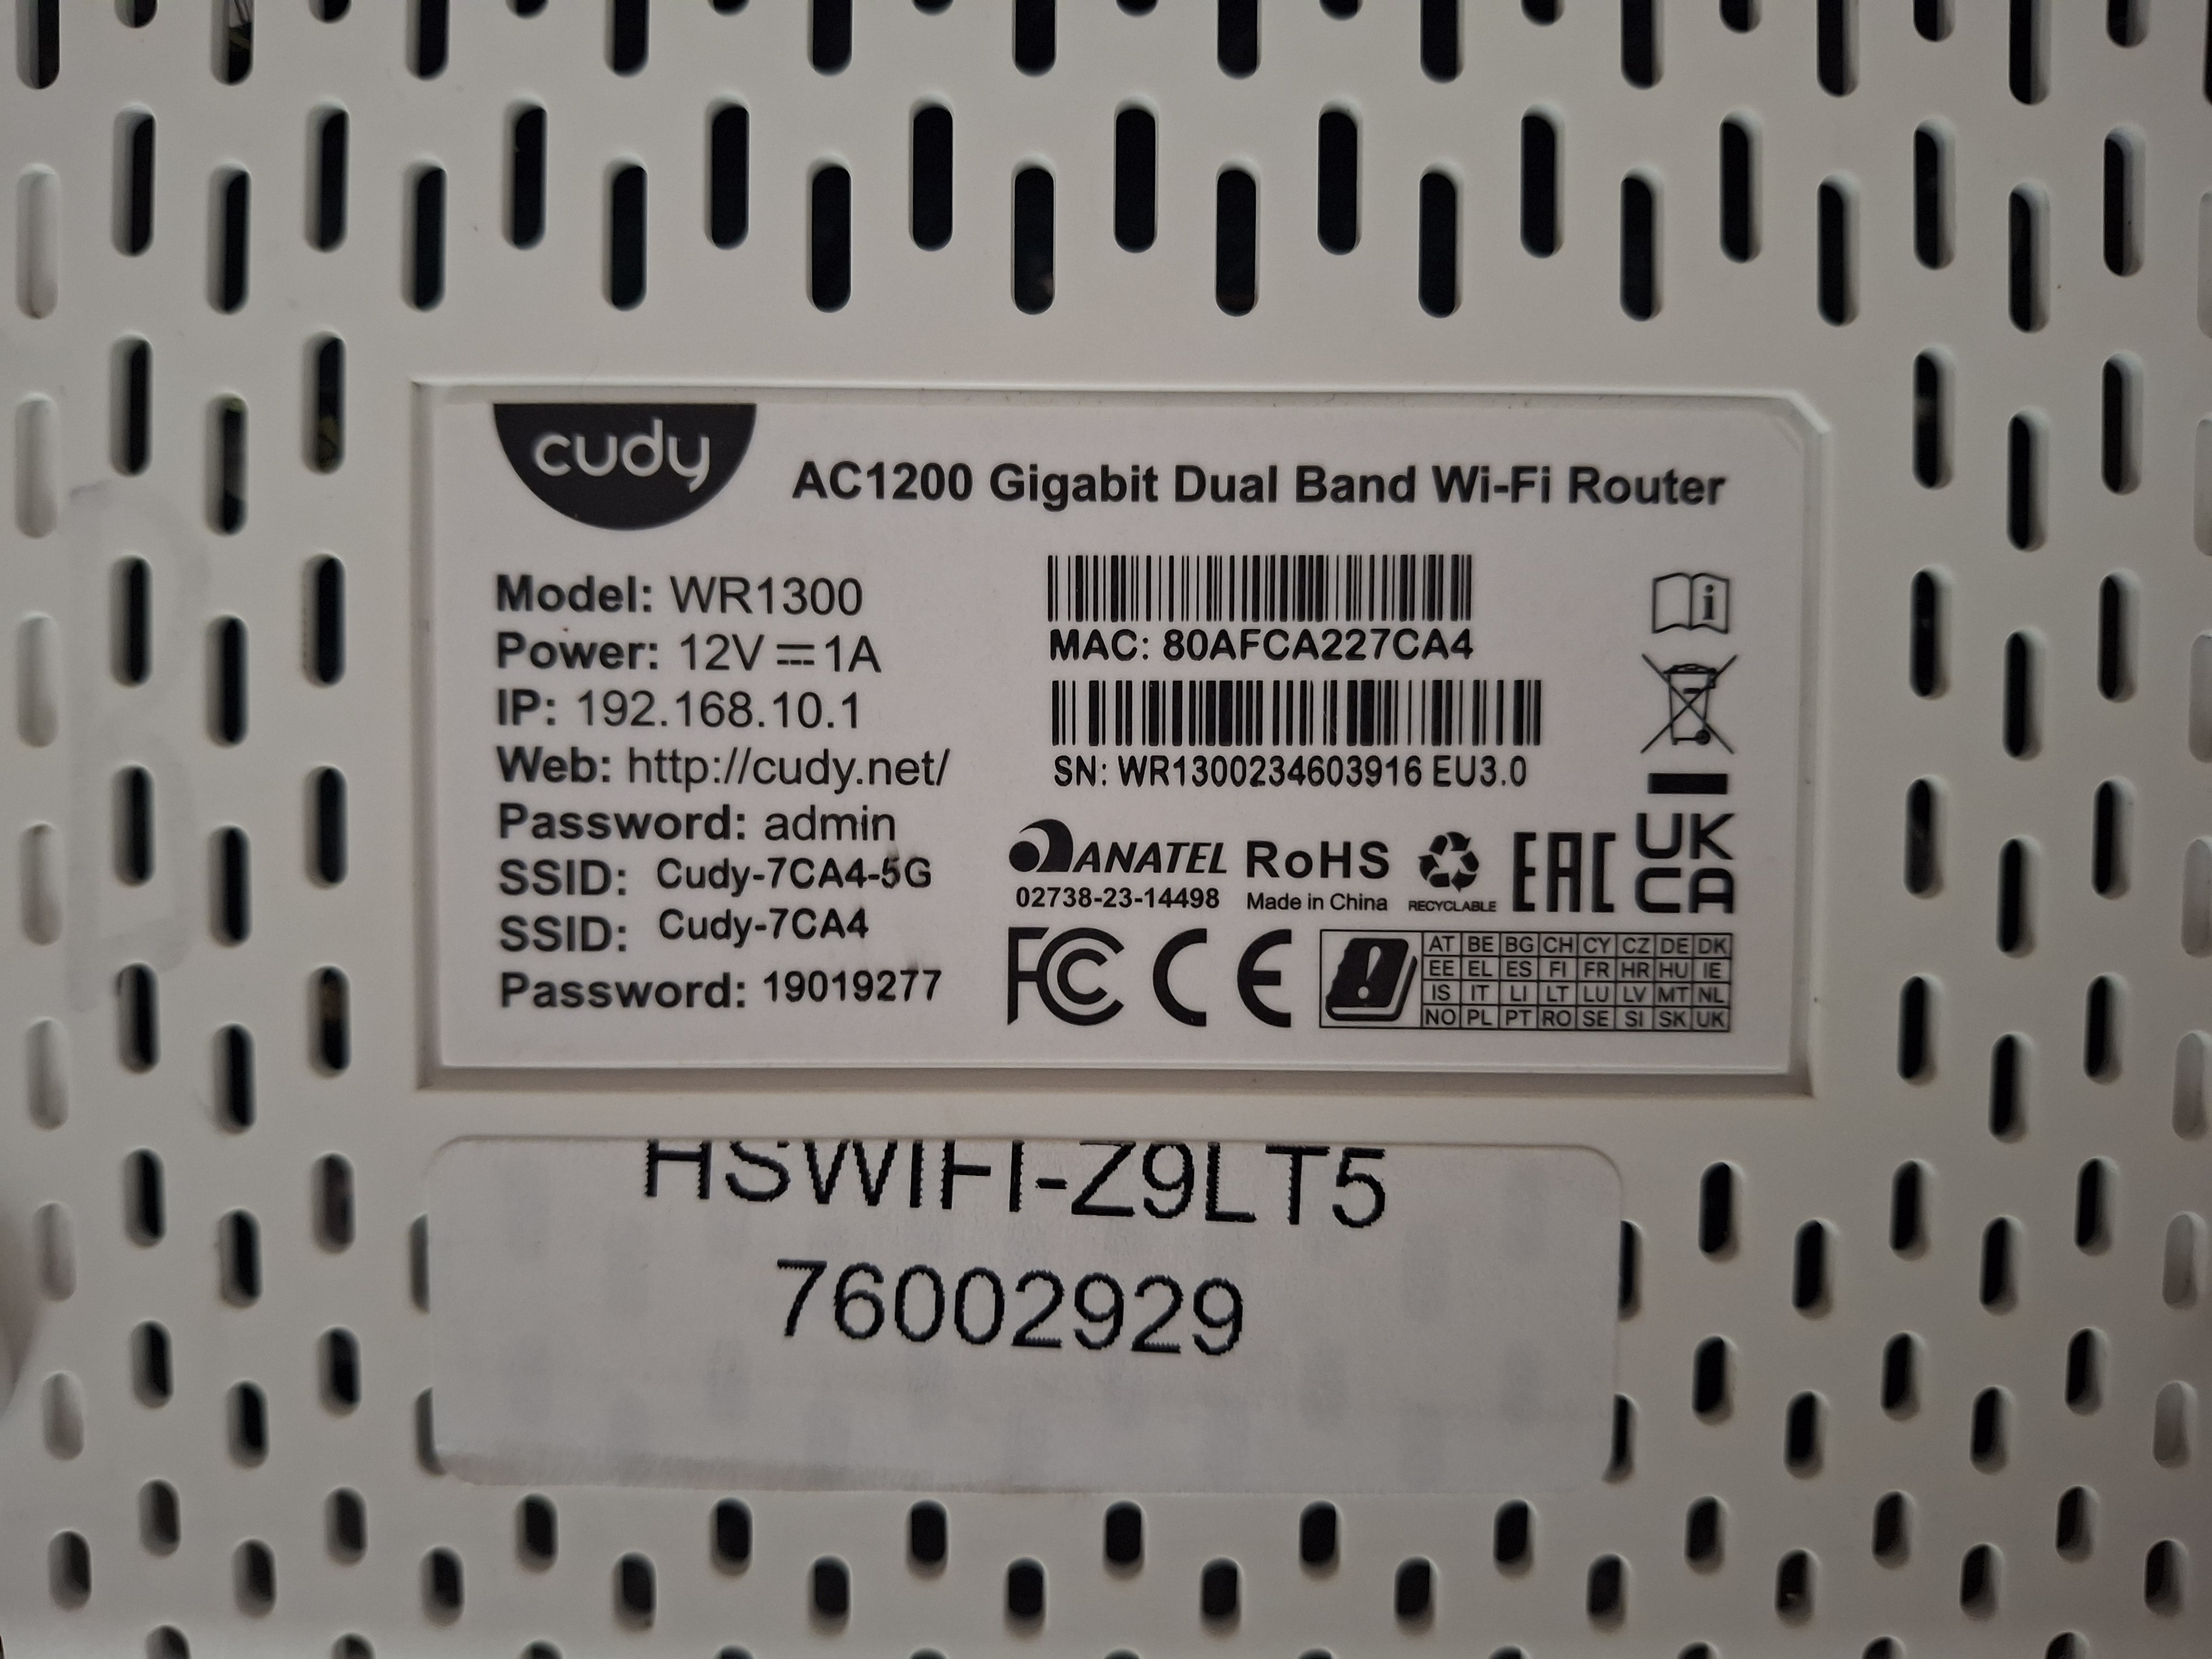 cudy
AC1200 Gigabit Dual Band Wi-Fi Router
Model: WR1300
Power: 12V ⎓ 1A
IP: 192.168.10.1
Web: http://cudy.net/
Password: admin
SSID: Cudy-7CA4-5G
SSID: Cudy-7CA4
Password: 19019277
MAC: 80AFCA227CA4
SN: WR1300234603916 EU3.0
ANATEL
02738-23-14498
RoHS
Made in China
RECYCLABLE
EAC
UK
CA
FC CE
AT BE BG CH CY CZ DE DK
EE EL ES FI FR HR HU IE
IS IT LI LT LU LV MT NL
NO PL PT RO SE SI SK UK
HSWIFI-Z9LT5
76002929